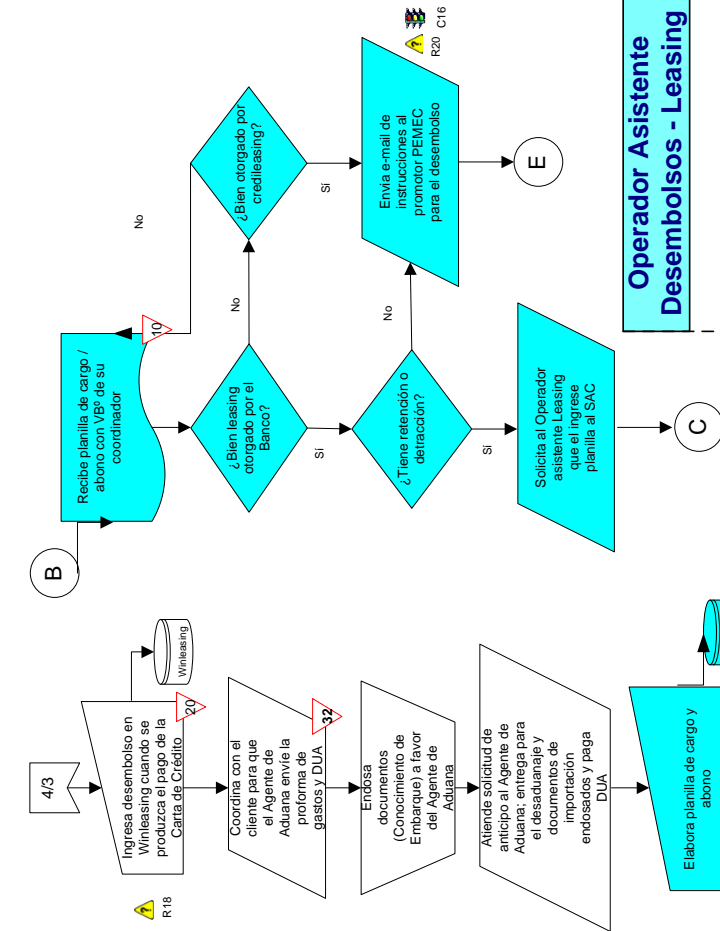 4/3
Ingresa desembolso en
Winleasing cuando se
produzca el pago de la
Carta de Crédito
20
R18
Winleasing
Coordina con el
cliente para que
el Agente de
Aduana envíe la
proforma de
gastos y DUA
32
Endosa
documentos
(Conocimiento de
Embarque) a favor
del Agente de
Aduana
Atiende solicitud de
anticipo al Agente de
Aduana; entrega para
el desaduanaje y
documentos de
importación
endosados y paga
DUA
Elabora planilla de cargo y
abono
B
Recibe planilla de cargo /
abono con VBº de su
coordinador
10
No
¿Bien leasing
otorgado por el
Banco?
No
Sí
¿Bien otorgado por
credileasing?
Sí
¿Tiene retención o
detracción?
No
Sí
Envia e-mail de
instrucciones al
promotor PEMEC
para el desembolso
R20
C16
E
Solicita al Operador
asistente Leasing
que el ingrese
planilla al SAC
C
Operador Asistente
Desembolsos - Leasing